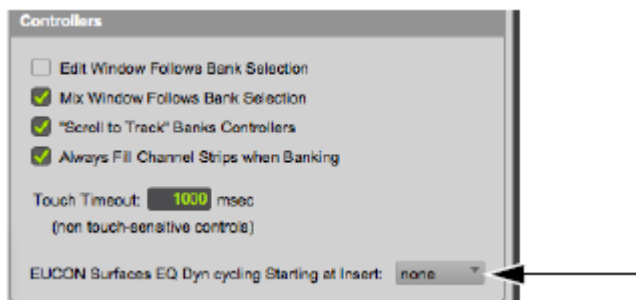 Controllers
Edit Window Follows Bank Selection
Mix Window Follows Bank Selection
"Scroll to Track" Banks Controllers
Always Fill Channel Strips when Banking
Touch Timeout: 1000 msec
(non touch-sensitive controls)
EUCON Surfaces EQ Dyn cycling Starting at Insert: none